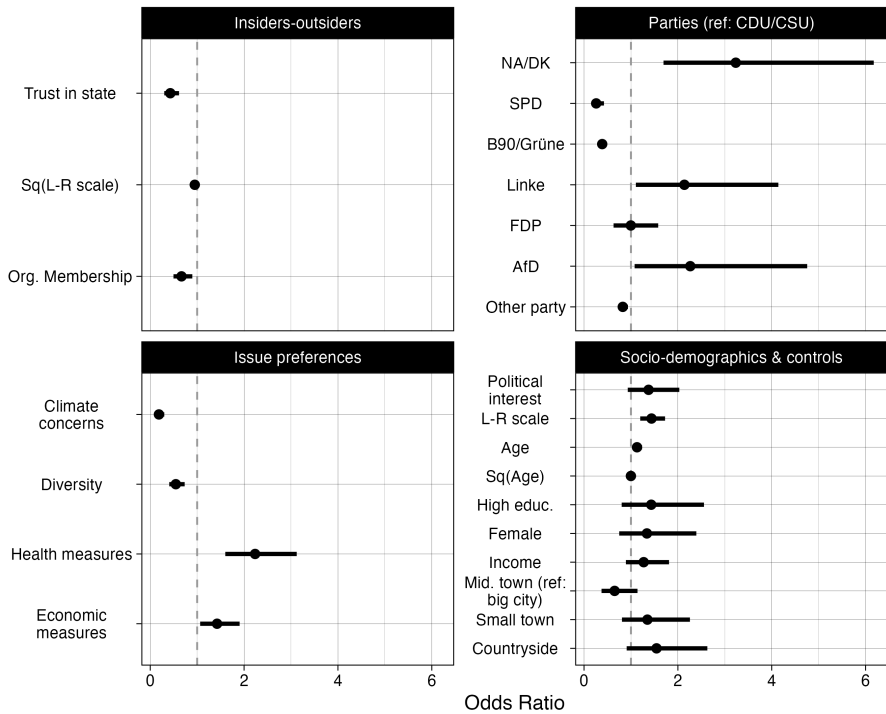 Insiders-outsiders
Trust in state
Sq(L-R scale)
Org. Membership
Parties (ref: CDU/CSU)
NA/DK
SPD
B90/Grüne
Linke
FDP
AfD
Other party
Issue preferences
Climate
concerns
Diversity
Health measures
Economic
measures
0 2 4 6
Socio-demographics & controls
Political
interest
L-R scale
Age
Sq(Age)
High educ.
Female
Income
Mid. town (ref:
big city)
Small town
Countryside
0 2 4 6
Odds Ratio